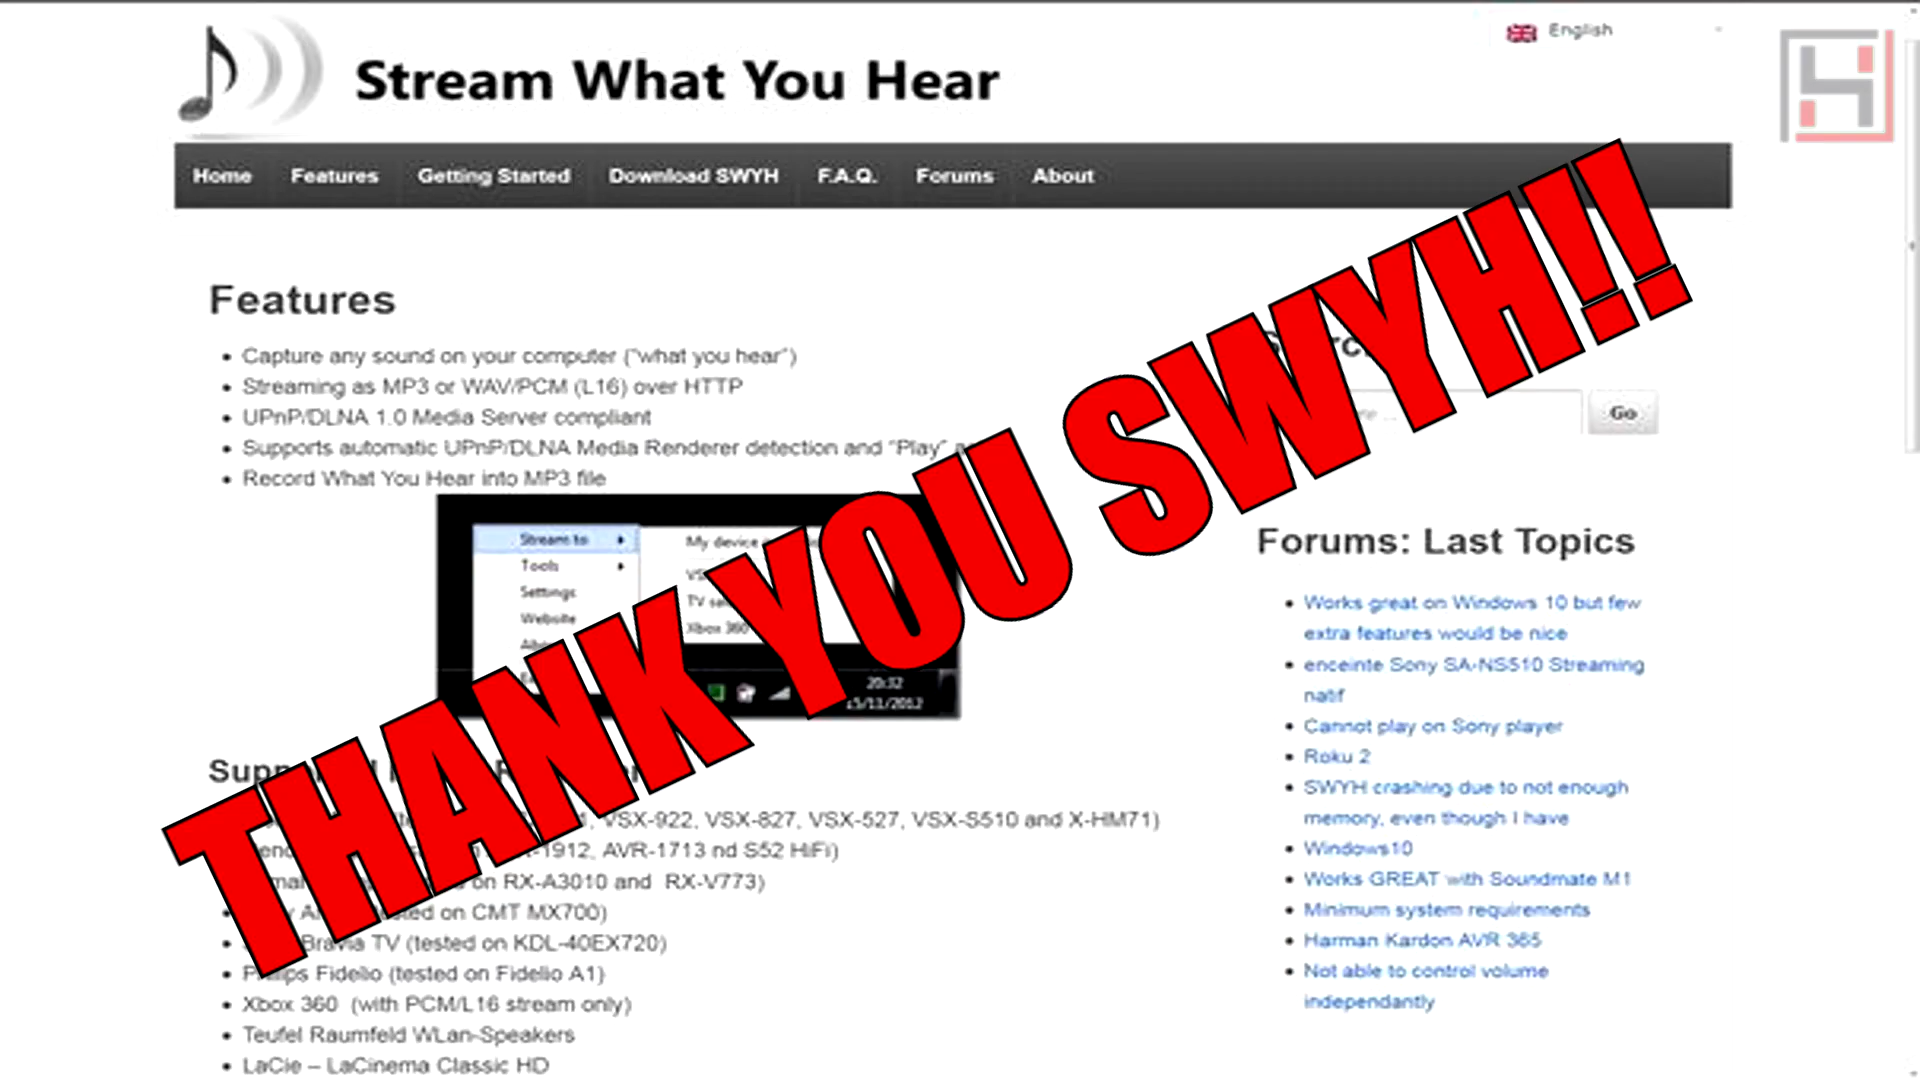 English
Stream What You Hear
Home Features Getting Started Download SWYH F.A.Q. Forums About
THANK YOU SWYH!!
Features
Capture any sound on your computer ("what you hear")
Streaming as MP3 or WAV/PCM (L16) over HTTP
UPnP/DLNA 1.0 Media Server compliant
Supports automatic UPnP/DLNA Media Renderer detection and "Play"
Record What You Hear into MP3 file
Go
Stream to
Tools
Settings
Website
My device
TV
Xbox 360
20:32
15/11/2012
VSX-922, VSX-827, VSX-527, VSX-S510 and X-HM71)
AVR-1713 nd S52 HiFi)
on RX-A3010 and RX-V773)
on CMT MX700)
Bravia TV (tested on KDL-40EX720)
Philips Fidelio (tested on Fidelio A1)
Xbox 360 (with PCM/L16 stream only)
Teufel Raumfeld WLan-Speakers
LaCie – LaCinema Classic HD
Forums: Last Topics
Works great on Windows 10 but few
extra features would be nice
enceinte Sony SA-NS510 Streaming
natif
Cannot play on Sony player
Roku 2
SWYH crashing due to not enough
memory, even though I have
Windows10
Works GREAT with Soundmate M1
Minimum system requirements
Harman Kardon AVR 365
Not able to control volume
independantly